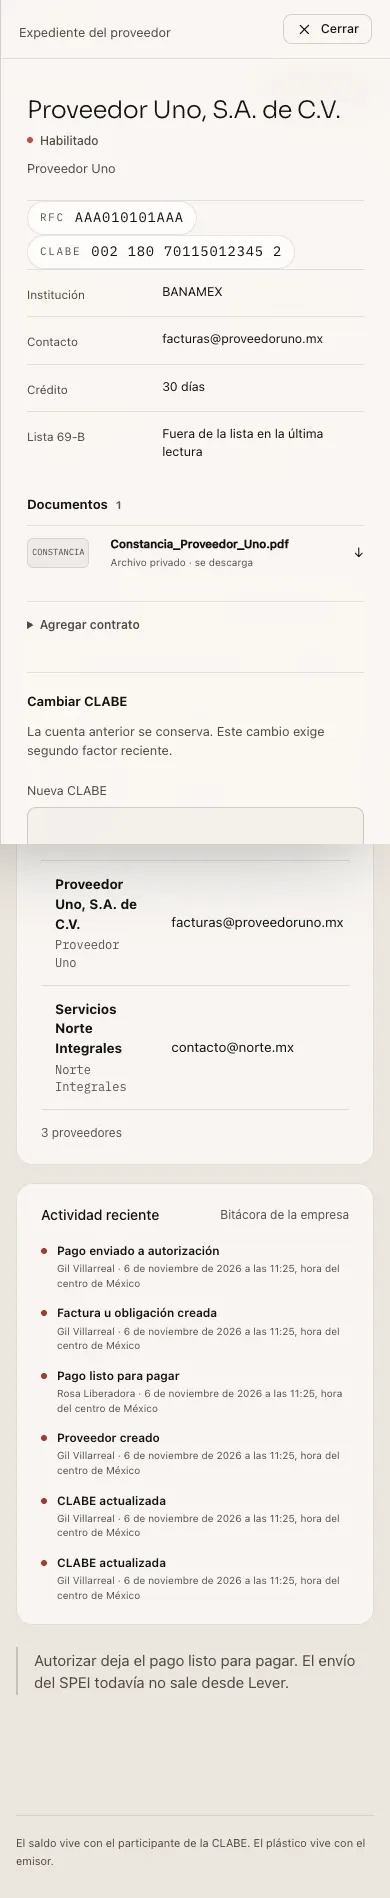 Expediente del proveedor
Cerrar
Proveedor Uno, S.A. de C.V.
Habilitado
Proveedor Uno
RFC AAA010101AAA
CLABE 002 180 70115012345 2
Institución BANAMEX
Contacto facturas@proveedoruno.mx
Crédito 30 días
Lista 69-B Fuera de la lista en la última
lectura
Documentos 1
CONSTANCIA
Constancia_Proveedor_Uno.pdf
Archivo privado · se descarga
Agregar contrato
Cambiar CLABE
La cuenta anterior se conserva. Este cambio exige
segundo factor reciente.
Nueva CLABE
Proveedor
Uno, S.A. de
C.V.
Proveedor
Uno
facturas@proveedoruno.mx
Servicios
Norte
Integrales
Norte
Integrales
contacto@norte.mx
3 proveedores
Actividad reciente
Bitácora de la empresa
Pago enviado a autorización
Gil Villarreal · 6 de noviembre de 2026 a las 11:25, hora del
centro de México
Factura u obligación creada
Gil Villarreal · 6 de noviembre de 2026 a las 11:25, hora del
centro de México
Pago listo para pagar
Rosa Liberadora · 6 de noviembre de 2026 a las 11:25, hora
del centro de México
Proveedor creado
Gil Villarreal · 6 de noviembre de 2026 a las 11:25, hora del
centro de México
CLABE actualizada
Gil Villarreal · 6 de noviembre de 2026 a las 11:25, hora del
centro de México
CLABE actualizada
Gil Villarreal · 6 de noviembre de 2026 a las 11:25, hora del
centro de México
Autorizar deja el pago listo para pagar. El envío
del SPEI todavía no sale desde Lever.
El saldo vive con el participante de la CLABE. El plástico vive con el
emisor.